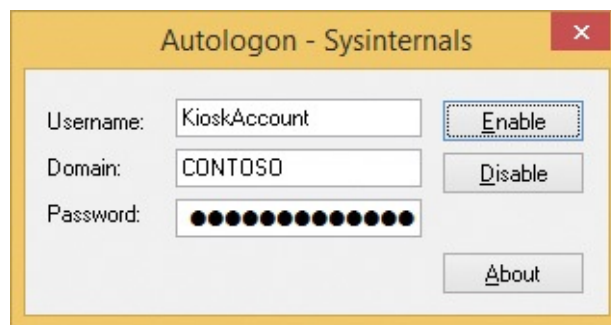 Autologon - Sysinternals
Username: KioskAccount Enable
Domain: CONTOSO Disable
Password: ●●●●●●●●●●●●●
About